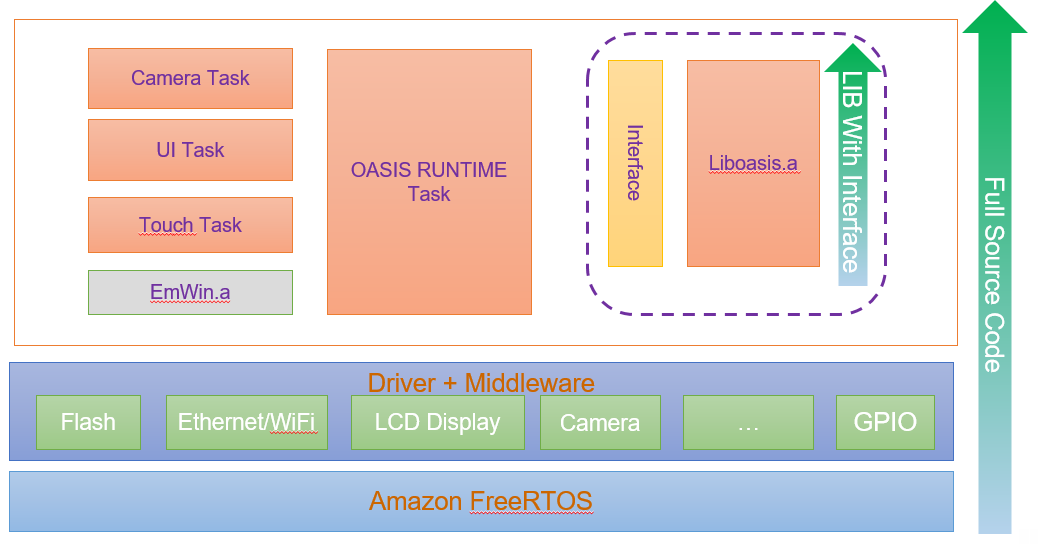 Camera Task
UI Task
Touch Task
EmWin.a
OASIS RUNTIME
Task
Interface
Liboasis.a
LIB With Interface
Full Source Code
Driver + Middleware
Flash
Ethernet/WiFi
LCD Display
Camera
...
GPIO
Amazon FreeRTOS